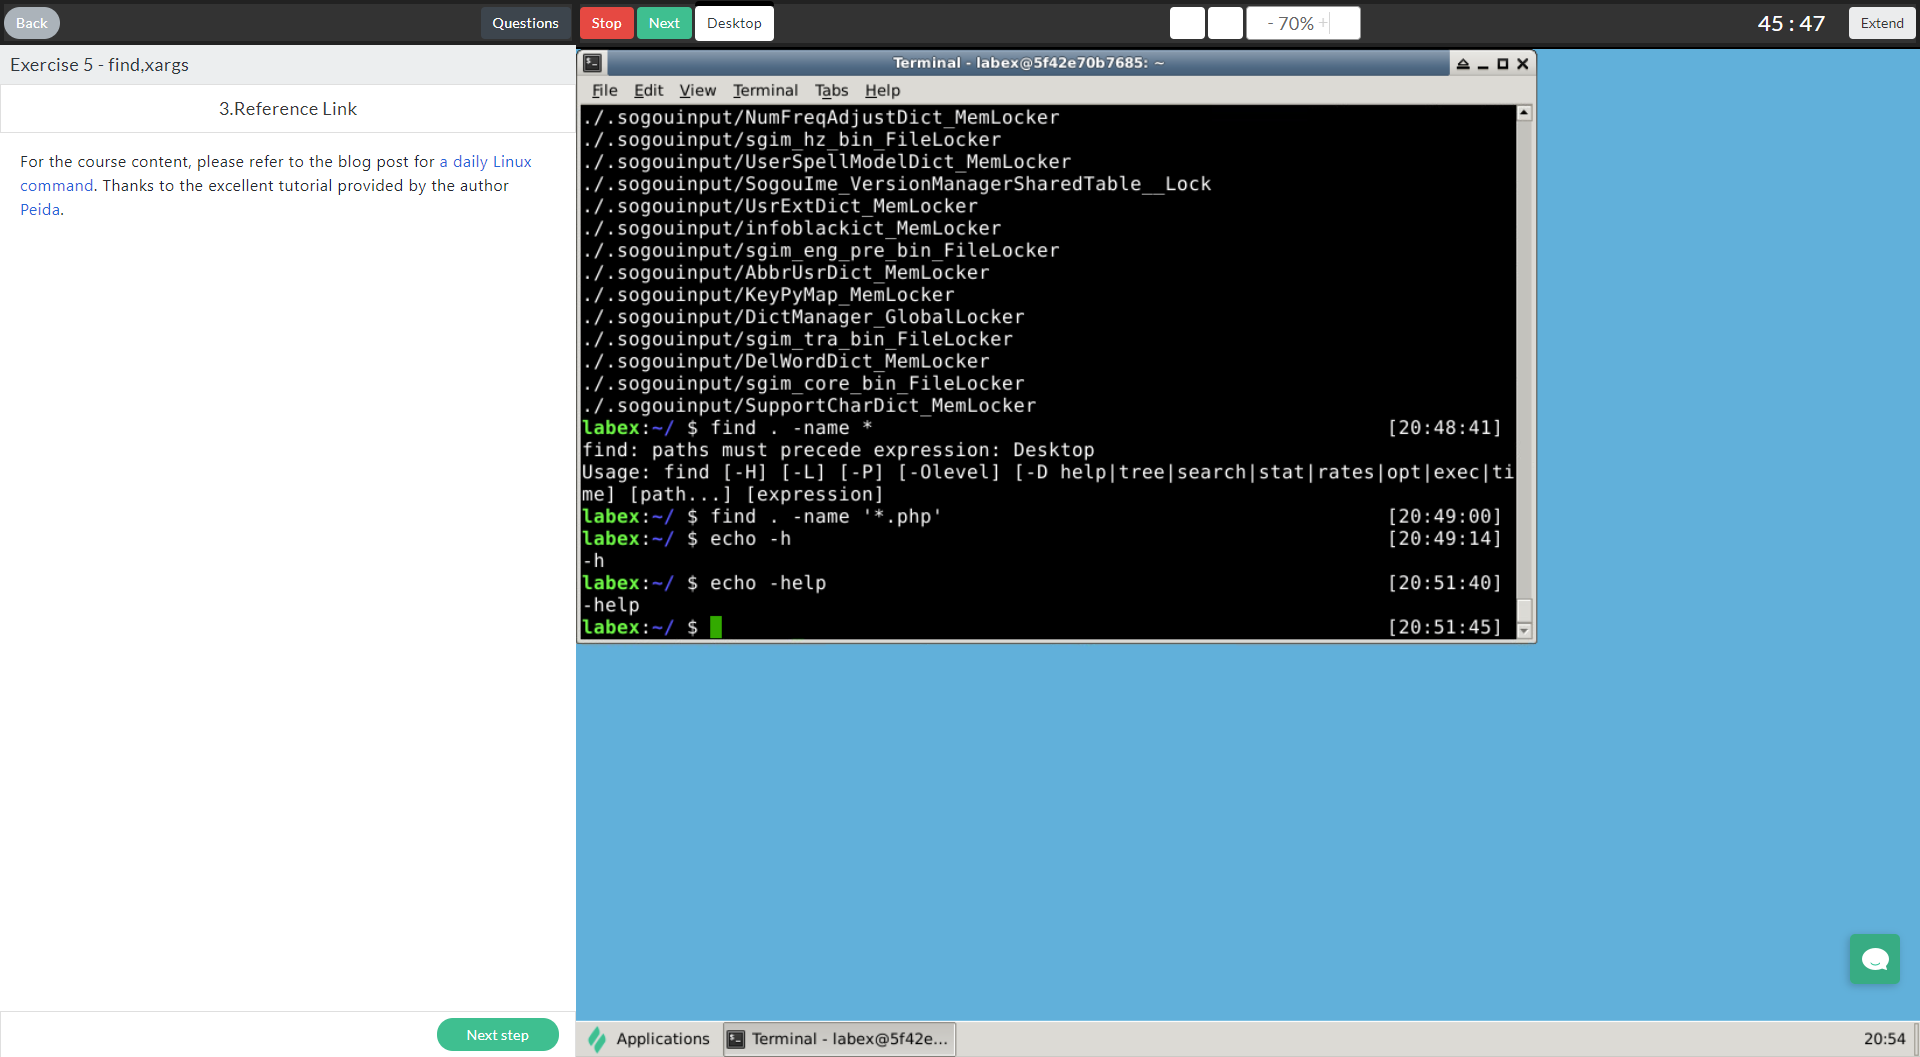 Back
Questions
Stop
Next
Desktop
- 70% +
45 : 47
Extend
Exercise 5 - find,xargs
3.Reference Link
For the course content, please refer to the blog post for a daily Linux
command. Thanks to the excellent tutorial provided by the author
Peida.
Next step
Terminal - labex@5f42e70b7685: ~
File Edit View Terminal Tabs Help
./.sogouinput/NumFreqAdjustDict_MemLocker
./.sogouinput/sgim_hz_bin_FileLocker
./.sogouinput/UserSpellModelDict_MemLocker
./.sogouinput/SogouIme_VersionManagerSharedTable__Lock
./.sogouinput/UsrExtDict_MemLocker
./.sogouinput/infoblackict_MemLocker
./.sogouinput/sgim_eng_pre_bin_FileLocker
./.sogouinput/AbbrUsrDict_MemLocker
./.sogouinput/KeyPyMap_MemLocker
./.sogouinput/DictManager_GlobalLocker
./.sogouinput/sgim_tra_bin_FileLocker
./.sogouinput/DelWordDict_MemLocker
./.sogouinput/sgim_core_bin_FileLocker
./.sogouinput/SupportCharDict_MemLocker
labex:~/ $ find . -name * [20:48:41]
find: paths must precede expression: Desktop
Usage: find [-H] [-L] [-P] [-Olevel] [-D help|tree|search|stat|rates|opt|exec|ti
me] [path...] [expression]
labex:~/ $ find . -name '*.php' [20:49:00]
labex:~/ $ echo -h [20:49:14]
-h
labex:~/ $ echo -help [20:51:40]
-help
labex:~/ $ [20:51:45]
Applications
Terminal - labex@5f42e...
20:54